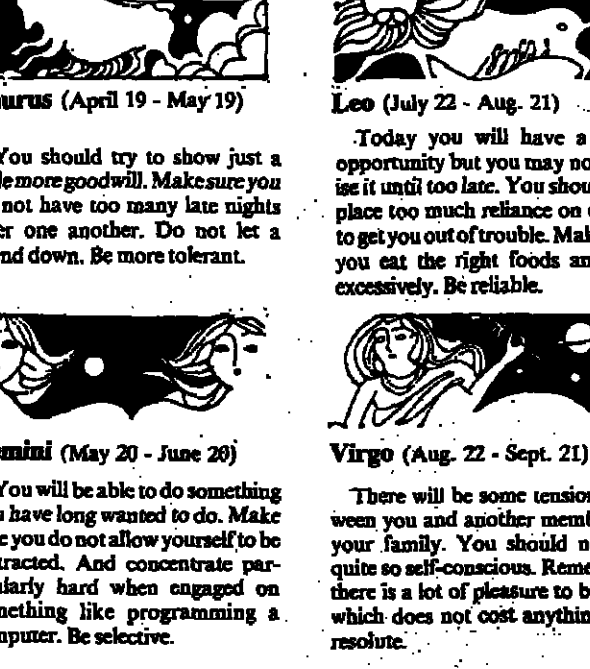 urus (April 19 - May 19)
You should try to show just a
le more goodwill. Make sure you
not have too many late nights
er one another. Do not let a
nd down. Be more tolerant.
mini (May 20 - June 20)
You will be able to do something
u have long wanted to do. Make
e you do not allow yourself to be
tracted. And concentrate par-
ularly hard when engaged on
mething like programming a
mputer. Be selective.
Leo (July 22 - Aug. 21)
Today you will have a
opportunity but you may no
ise it until too late. You shou
place too much reliance on
to get you out of trouble. Mak
you eat the right foods an
excessively. Be reliable.
Virgo (Aug. 22 - Sept. 21)
There will be some tension
ween you and another memb
your family. You should n
quite so self-conscious. Reme
there is a lot of pleasure to b
which does not cost anythin
resolute.